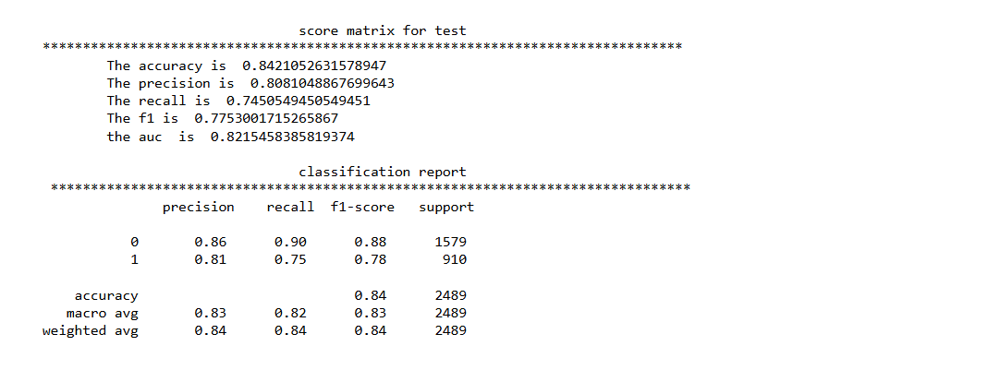 score matrix for test
********************************************************************************
The accuracy is  0.8421052631578947
The precision is  0.8081048867699643
The recall is  0.7450549450549451
The f1 is  0.7753001715265867
the auc  is  0.8215458385819374
classification report
********************************************************************************
precision    recall  f1-score   support
0       0.86      0.90      0.88      1579
1       0.81      0.75      0.78       910
accuracy                           0.84      2489
macro avg       0.83      0.82      0.83      2489
weighted avg       0.84      0.84      0.84      2489